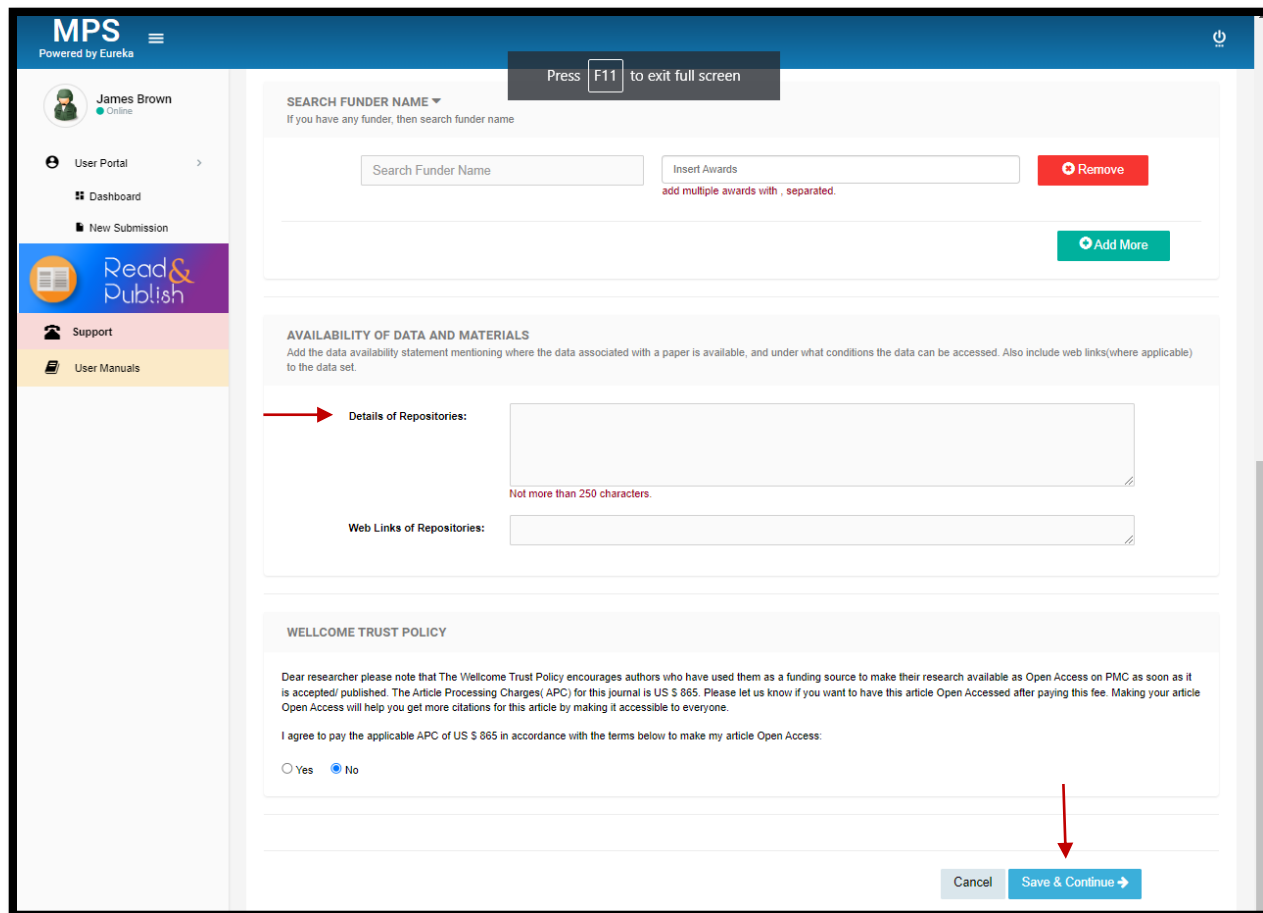 MPS
Powered by Eureka
Press F11 to exit full screen
James Brown
Online
User Portal
Dashboard
New Submission
Read &
Publish
Support
User Manuals
SEARCH FUNDER NAME
If you have any funder, then search funder name
Search Funder Name
Insert Awards
Remove
add multiple awards with , separated.
Add More
AVAILABILITY OF DATA AND MATERIALS
Add the data availability statement mentioning where the data associated with a paper is available, and under what conditions the data can be accessed. Also include web links(where applicable)
to the data set.
Details of Repositories:
Not more than 250 characters.
Web Links of Repositories:
WELLCOME TRUST POLICY
Dear researcher please note that The Wellcome Trust Policy encourages authors who have used them as a funding source to make their research available as Open Access on PMC as soon as it
is accepted/ published. The Article Processing Charges( APC) for this journal is US $ 865. Please let us know if you want to have this article Open Accessed after paying this fee. Making your article
Open Access will help you get more citations for this article by making it accessible to everyone.
I agree to pay the applicable APC of US $ 865 in accordance with the terms below to make my article Open Access:
Yes No
Cancel
Save & Continue